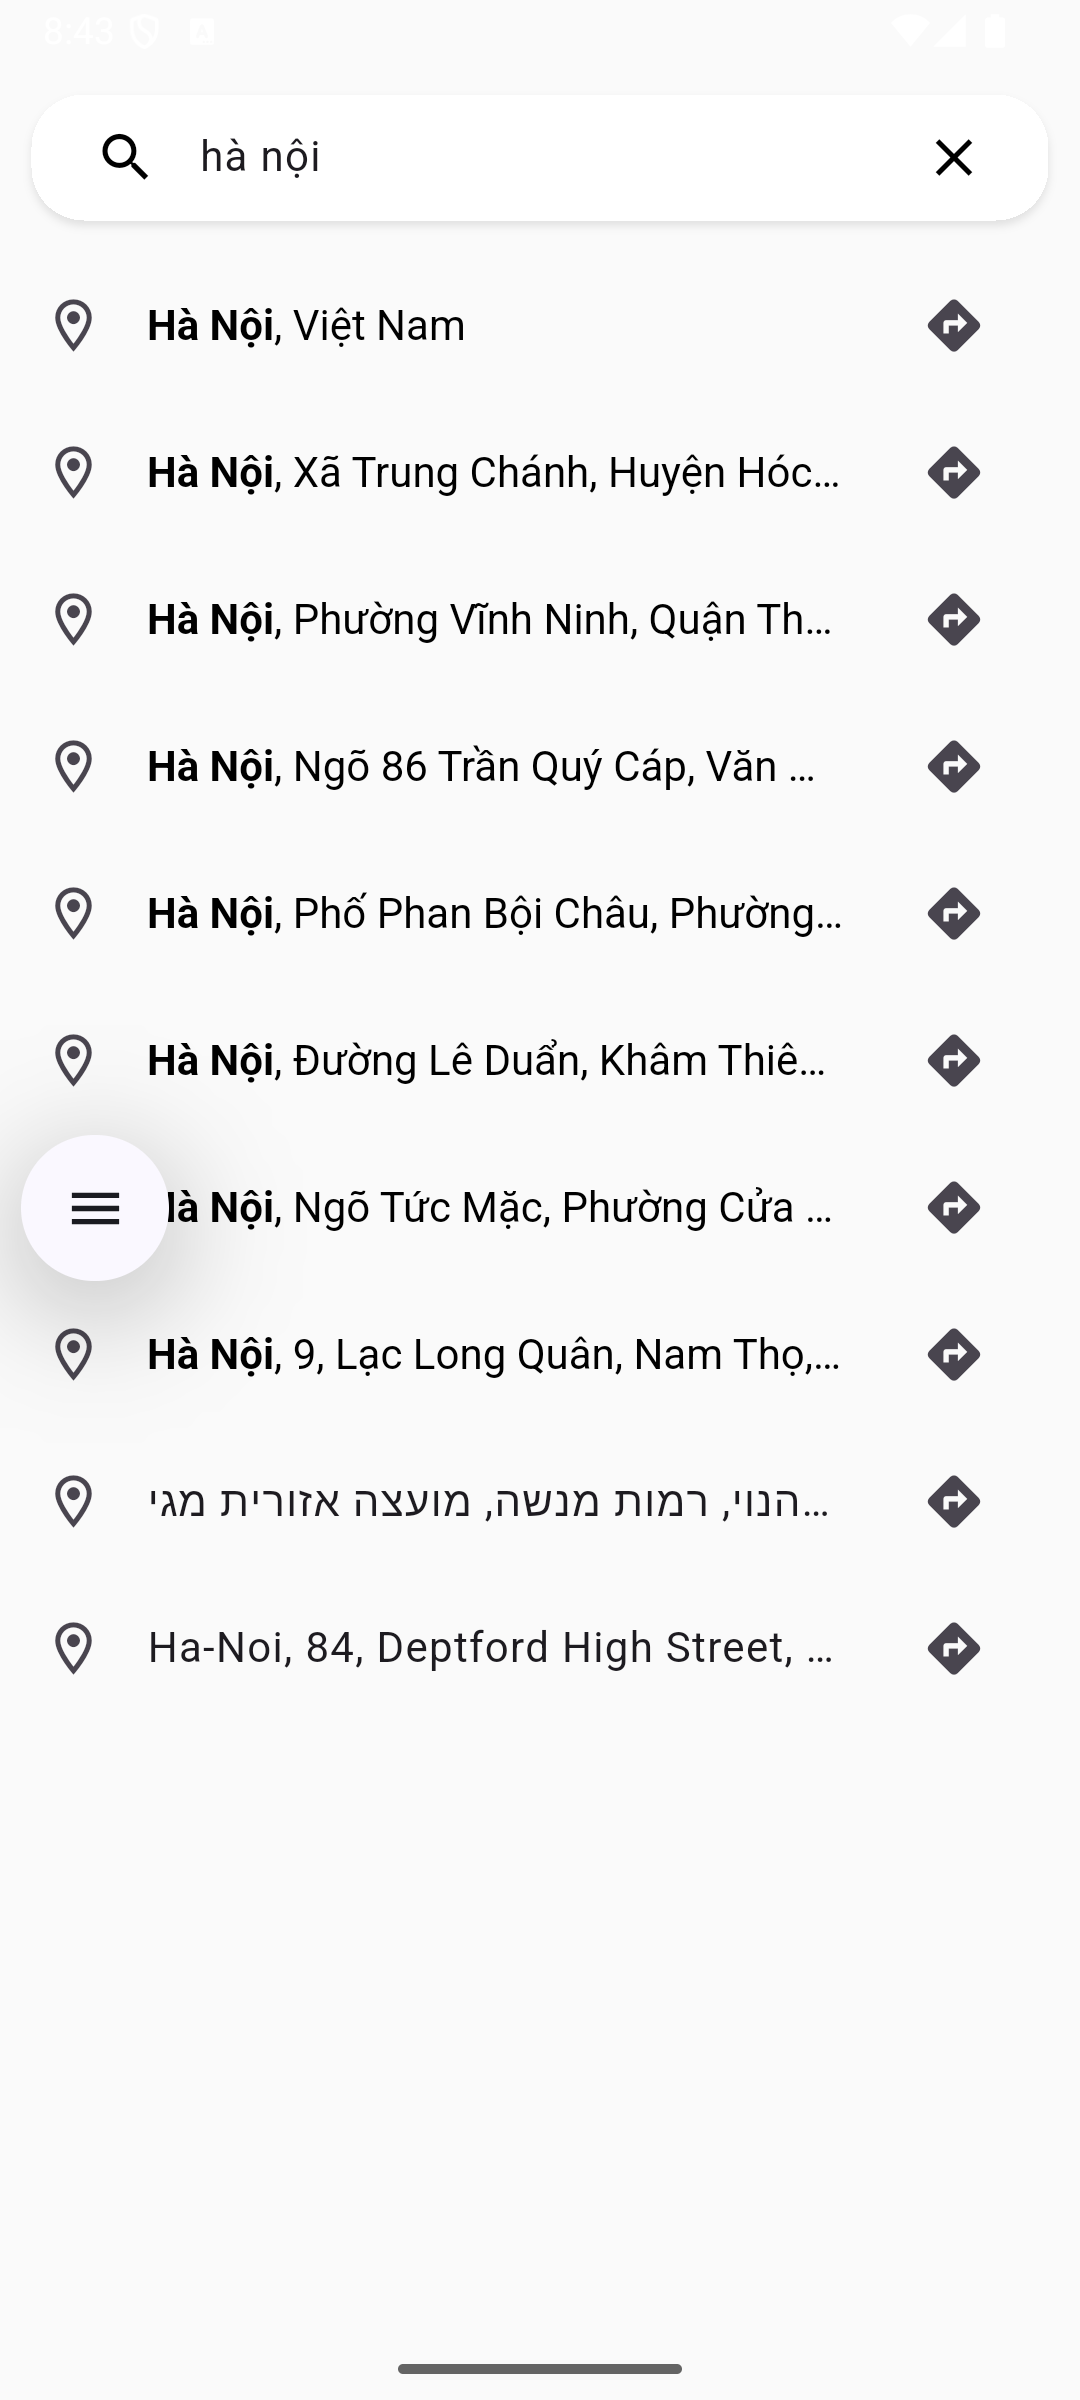 8:43
hà nội
Hà Nội, Việt Nam
Hà Nội, Xã Trung Chánh, Huyện Hóc...
Hà Nội, Phường Vĩnh Ninh, Quận Th...
Hà Nội, Ngõ 86 Trần Quý Cáp, Văn ...
Hà Nội, Phố Phan Bội Châu, Phường...
Hà Nội, Đường Lê Duẩn, Khâm Thiê...
Hà Nội, Ngõ Tức Mặc, Phường Cửa ...
Hà Nội, 9, Lạc Long Quân, Nam Thọ,...
הנוי, רמות מנשה, מועצה אזורית מגי...
Ha-Noi, 84, Deptford High Street, ...